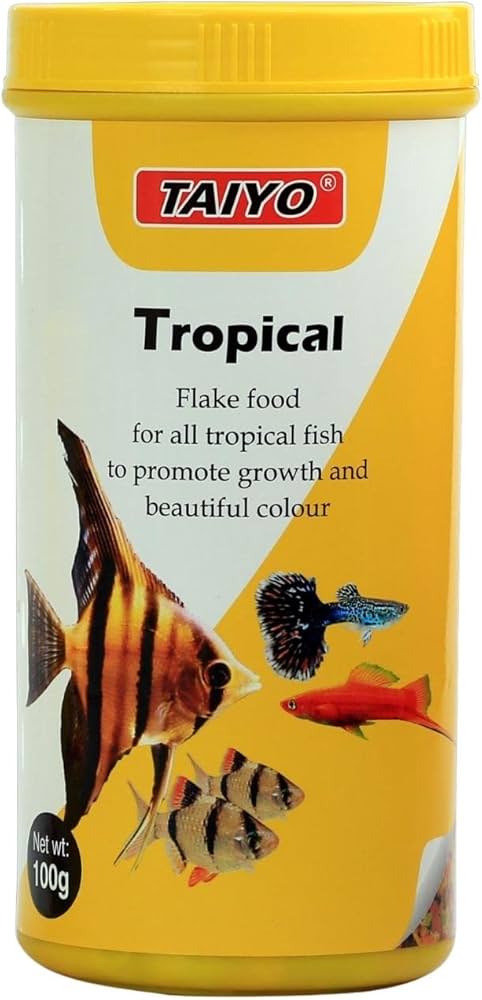 TAIYO®
Tropical
Flake food
for all tropical fish
to promote growth and
beautiful colour
Net wt:
100g